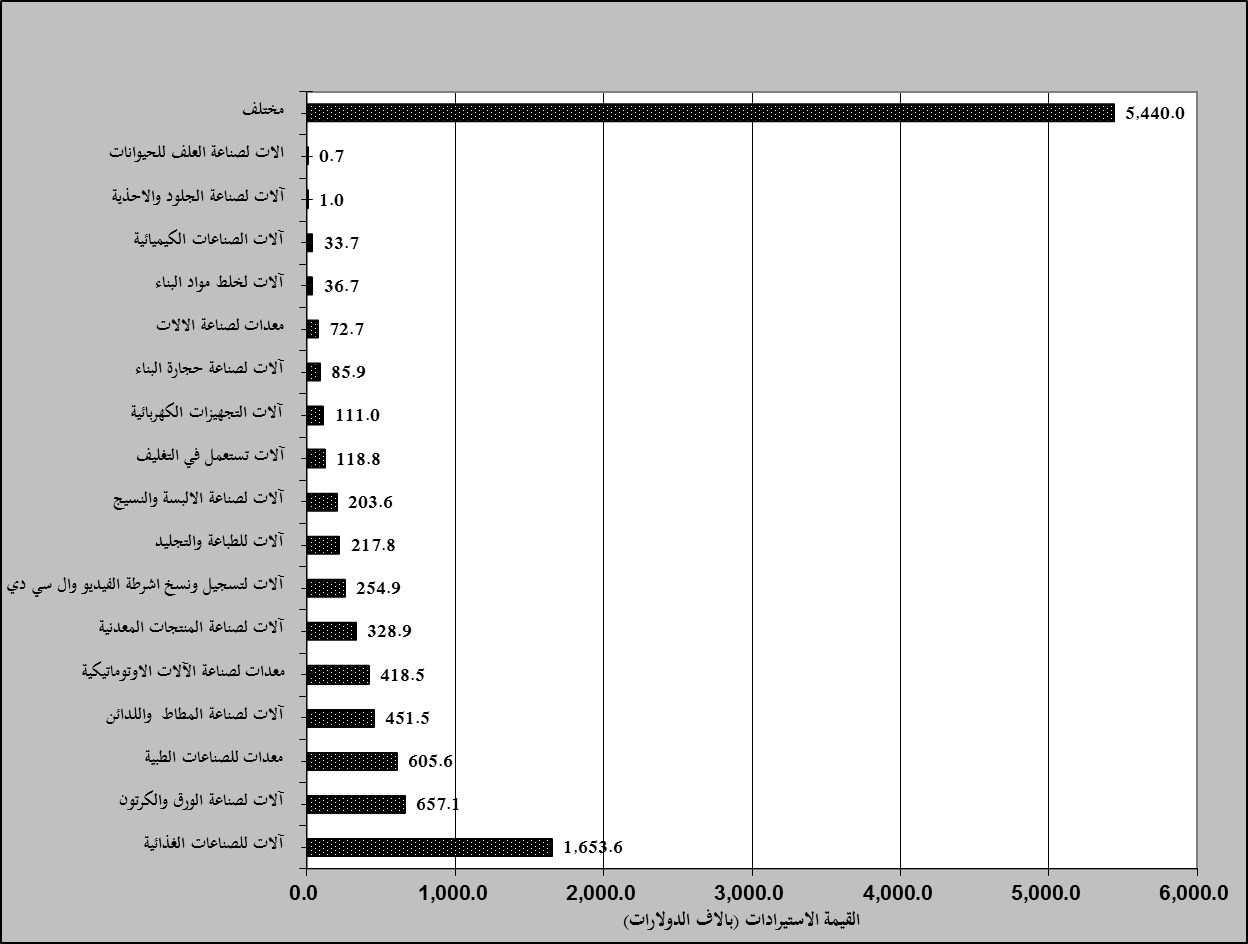 مختلف 5,440.0
الات لصناعة العلف للحيوانات 0.7
آلات لصناعة الجلود والاحذية 1.0
آلات الصناعات الكيميائية 33.7
آلات لخلط مواد البناء 36.7
معدات لصناعة الالات 72.7
آلات لصناعة حجارة البناء 85.9
آلات التجهيزات الكهربائية 111.0
آلات تستعمل في التغليف 118.8
آلات لصناعة الالبسة والنسيج 203.6
آلات للطباعة والتجليد 217.8
آلات لتسجيل ونسخ اشرطة الفيديو وال سي دي 254.9
آلات لصناعة المنتجات المعدنية 328.9
معدات لصناعة الآلات الاوتوماتيكية 418.5
آلات لصناعة المطاط واللدائن 451.5
معدات للصناعات الطبية 605.6
آلات لصناعة الورق والكرتون 657.1
آلات للصناعات الغذائية 1,653.6
0.0 1,000.0 2,000.0 3,000.0 4,000.0 5,000.0 6,000.0
القيمة الاستيرادات (بالاف الدولارات)